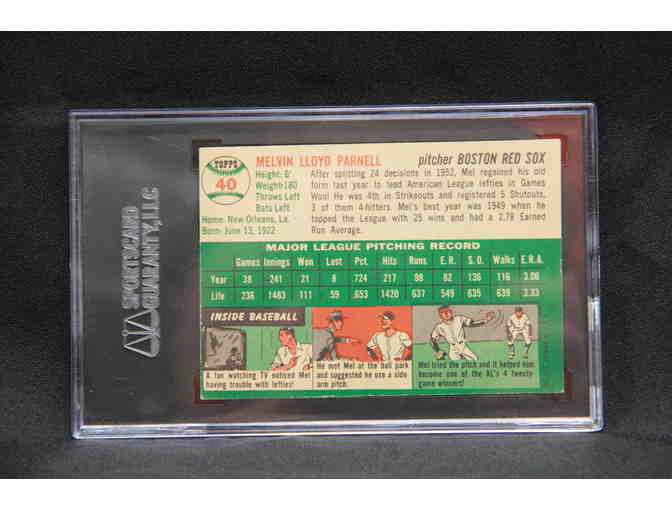 SPORTSCARD
GUARANTY, LLC
TOPPS
40
MELVIN LLOYD PARNELL pitcher BOSTON RED SOX
Height: 6'
Weight: 180
Throws Left
Bats Left
Home: New Orleans, La.
Born: June 13, 1922
After splitting 24 decisions in 1952, Mel regained his old
form last year to lead American League lefties in Games
Won! He was 4th in Strikeouts and registered 5 Shutouts,
3 of them 4-hitters. Mel's best year was 1949 when he
topped the League with 25 wins and had a 2.78 Earned
Run Average.
MAJOR LEAGUE PITCHING RECORD
Games Innings Won Lost Pct. Hits Runs E.R. S.O. Walks E.R.A.
Year 38 241 21 8 .724 217 98 82 136 116 3.06
Life 236 1483 111 59 .653 1420 637 549 635 639 3.33
INSIDE BASEBALL
A fan watching TV noticed Mel
having trouble with lefties!
He met Mel at the ball park
and suggested he use a side-
arm pitch.
Mel tried the pitch and it helped him
become one of the AL's 4 twenty-
game winners!